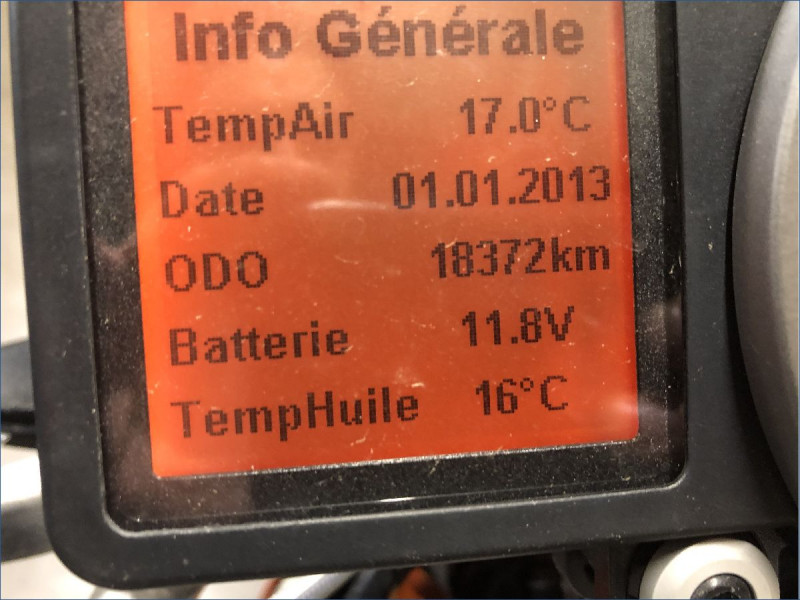 Info Générale
TempAir 17.0°C
Date 01.01.2013
ODO 18372km
Batterie 11.8V
TempHuile 16°C